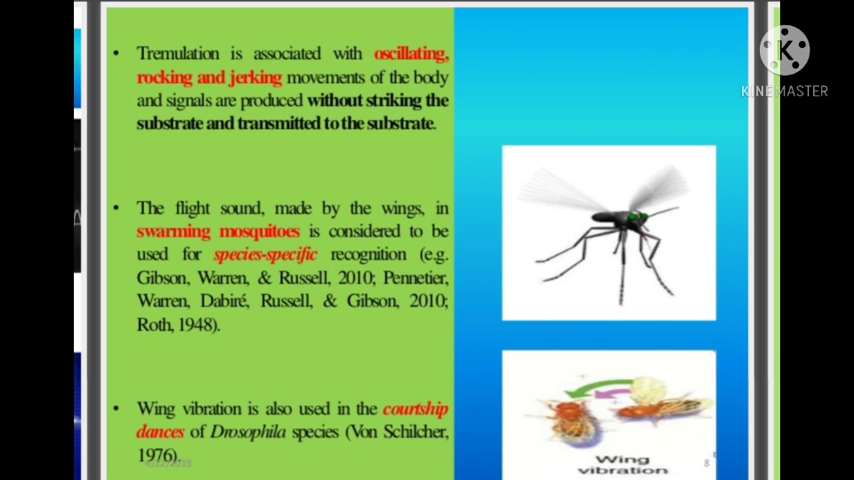 • Tremulation is associated with oscillating,
rocking and jerking movements of the body
and signals are produced without striking the
substrate and transmitted to the substrate.
• The flight sound, made by the wings, in
swarming mosquitoes is considered to be
used for species-specific recognition (e.g.
Gibson, Warren, & Russell, 2010; Pennetier,
Warren, Dabiré, Russell, & Gibson, 2010;
Roth, 1948).
• Wing vibration is also used in the courtship
dances of Drosophila species (Von Schilcher,
1976).
KINEMASTER
Wing
vibration
8